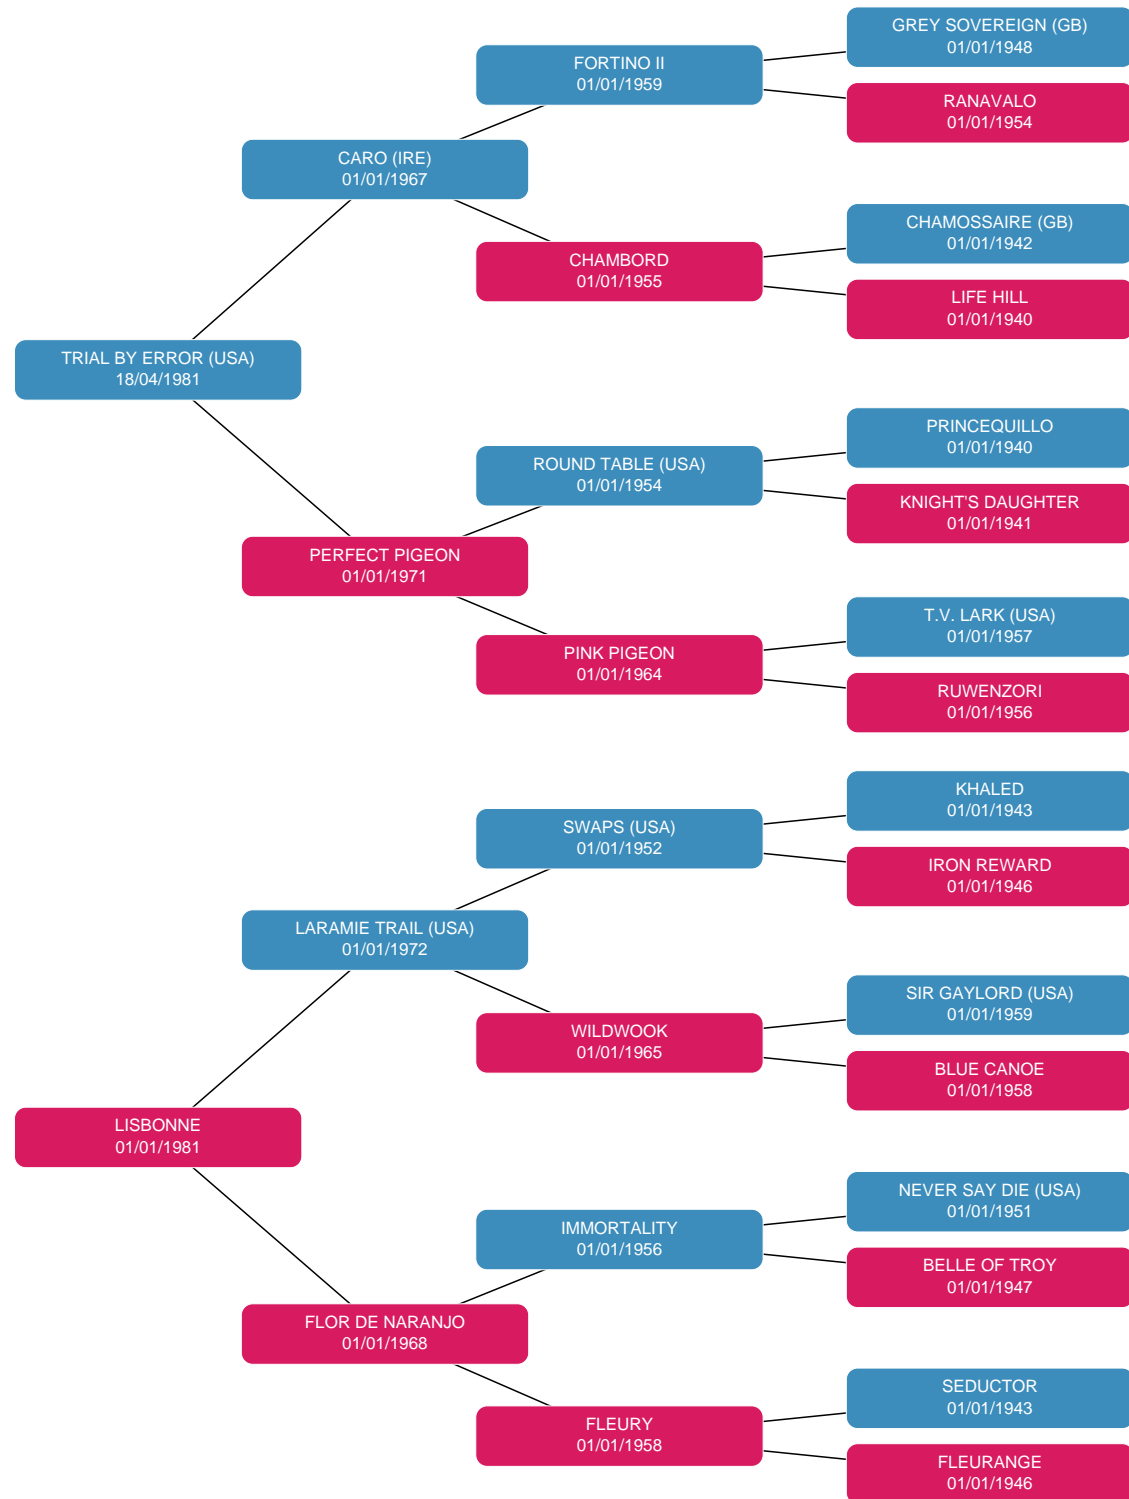 GREY SOVEREIGN (GB)
01/01/1948
FORTINO II
01/01/1959
RANAVALO
01/01/1954
CARO (IRE)
01/01/1967
CHAMOSSAIRE (GB)
01/01/1942
CHAMBORD
01/01/1955
LIFE HILL
01/01/1940
TRIAL BY ERROR (USA)
18/04/1981
PRINCEQUILLO
01/01/1940
ROUND TABLE (USA)
01/01/1954
KNIGHT'S DAUGHTER
01/01/1941
PERFECT PIGEON
01/01/1971
T.V. LARK (USA)
01/01/1957
PINK PIGEON
01/01/1964
RUWENZORI
01/01/1956
KHALED
01/01/1943
SWAPS (USA)
01/01/1952
IRON REWARD
01/01/1946
LARAMIE TRAIL (USA)
01/01/1972
SIR GAYLORD (USA)
01/01/1959
WILDWOOK
01/01/1965
BLUE CANOE
01/01/1958
LISBONNE
01/01/1981
NEVER SAY DIE (USA)
01/01/1951
IMMORTALITY
01/01/1956
BELLE OF TROY
01/01/1947
FLOR DE NARANJO
01/01/1968
SEDUCTOR
01/01/1943
FLEURY
01/01/1958
FLEURANGE
01/01/1946